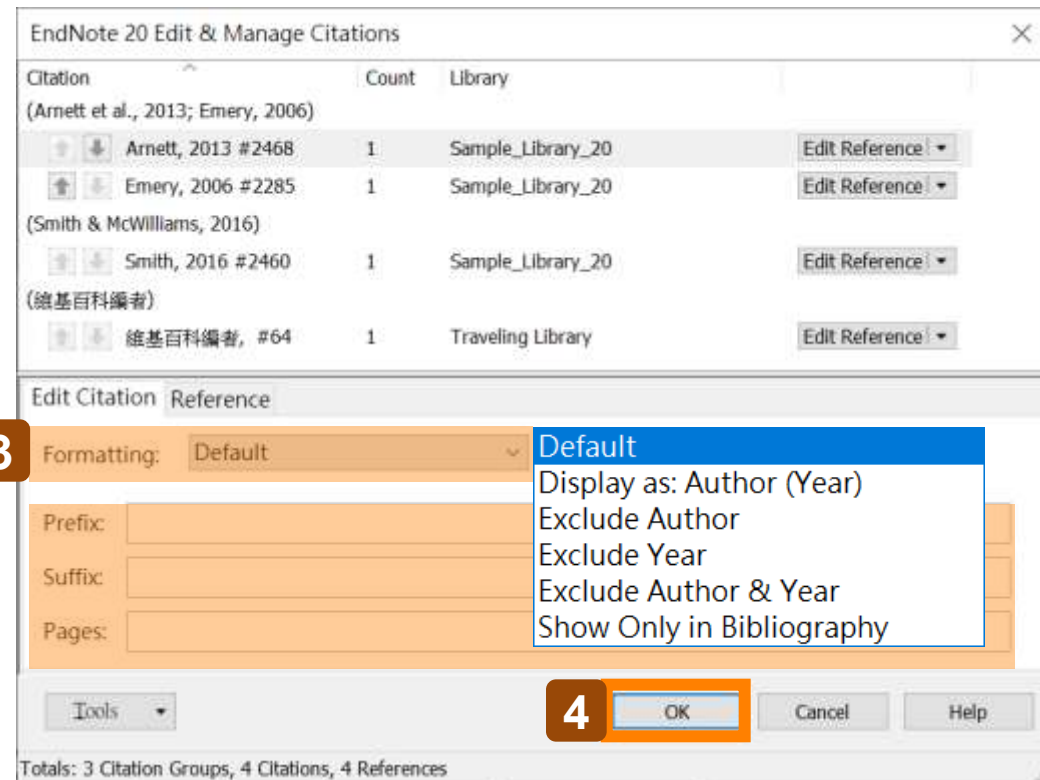 EndNote 20 Edit & Manage Citations
Citation Count Library
(Arnett et al., 2013; Emery, 2006)
Arnett, 2013 #2468 1 Sample_Library_20 Edit Reference
Emery, 2006 #2285 1 Sample_Library_20 Edit Reference
(Smith & McWilliams, 2016)
Smith, 2016 #2460 1 Sample_Library_20 Edit Reference
(維基百科編者)
維基百科編者, #64 1 Traveling Library Edit Reference
Edit Citation Reference
3 Formatting: Default
Default
Display as: Author (Year)
Exclude Author
Exclude Year
Exclude Author & Year
Show Only in Bibliography
Prefix:
Suffix:
Pages:
Tools 4 OK Cancel Help
Totals: 3 Citation Groups, 4 Citations, 4 References